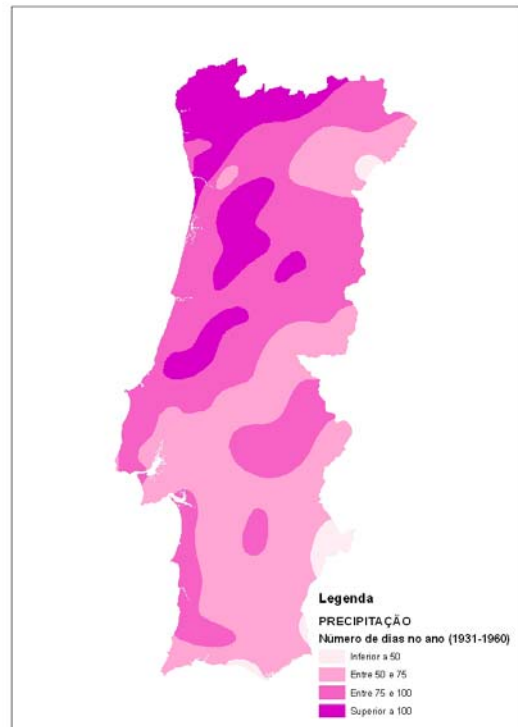 Legenda
PRECIPITAÇÃO
Número de dias no ano (1931-1960)
Inferior a 50
Entre 50 e 75
Entre 75 e 100
Superior a 100